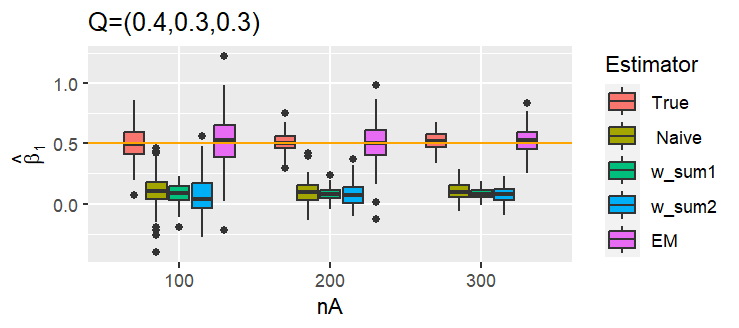 Q=(0.4,0.3,0.3)
1.0
0.5
0.0
β̂₁
100
200
300
nA
Estimator
True
Naive
w_sum1
w_sum2
EM